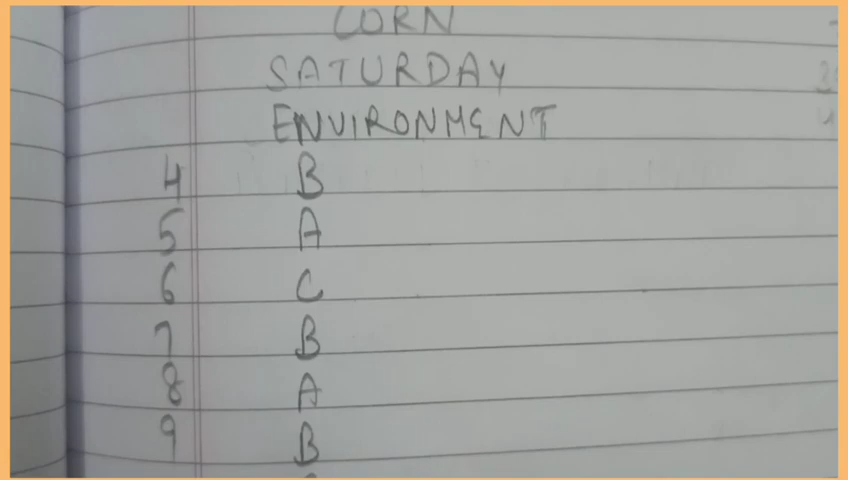 CORN
SATURDAY
ENVIRONMENT
4 B
5 A
6 C
7 B
8 A
9 B